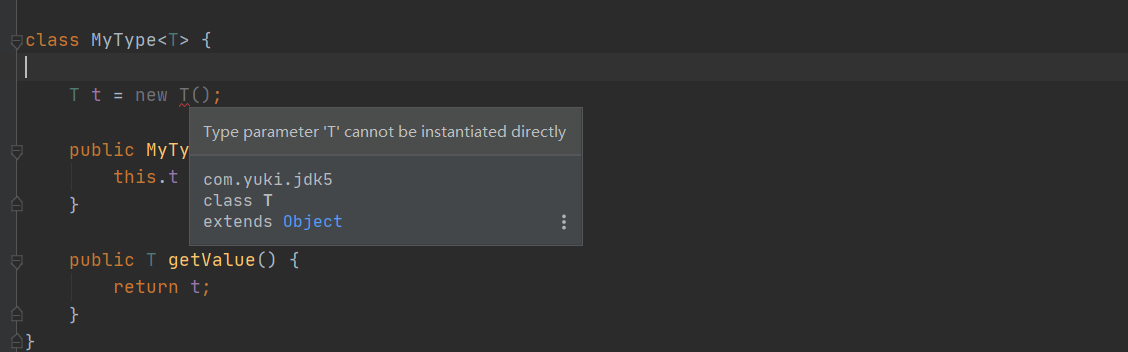 class MyType<T> {
T t = new T();
Type parameter 'T' cannot be instantiated directly
public MyTy
com.yuki.jdk5
this.t
class T
}
extends Object
public T getValue() {
return t;
}
}